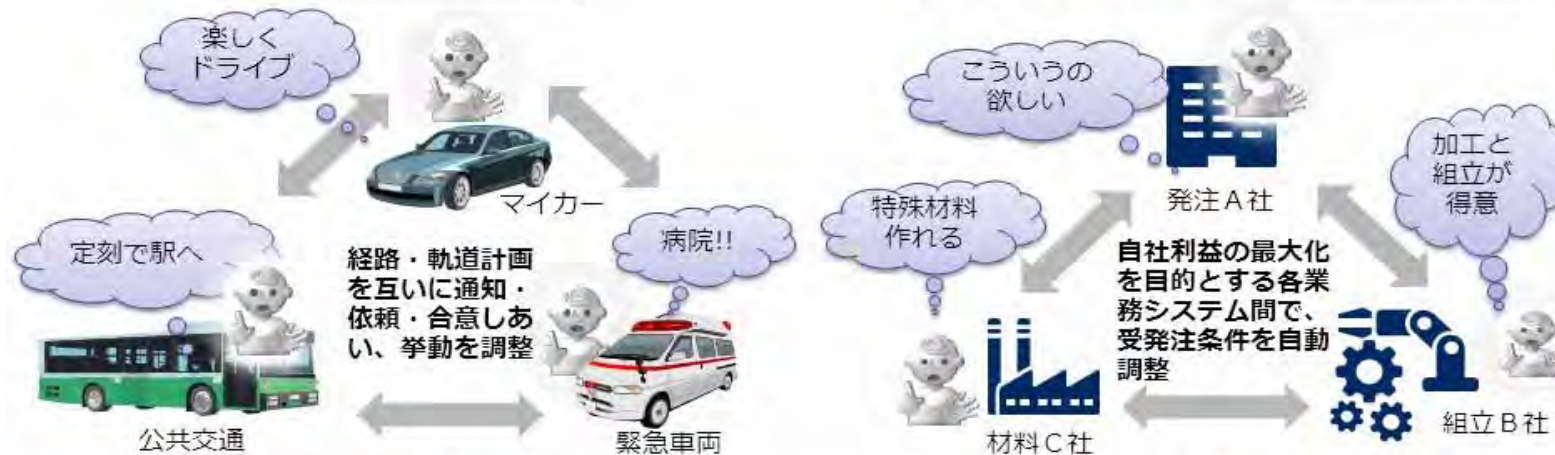 楽しく
ドライブ
マイカー
定刻で駅へ
病院!!
経路・軌道計画
を互いに通知・
依頼・合意しあ
い、挙動を調整
公共交通
緊急車両
こういうの
欲しい
発注A社
加工と
組立が
得意
特殊材料
作れる
自社利益の最大化
を目的とする各業
務システム間で、
受発注条件を自動
調整
材料C社
組立B社